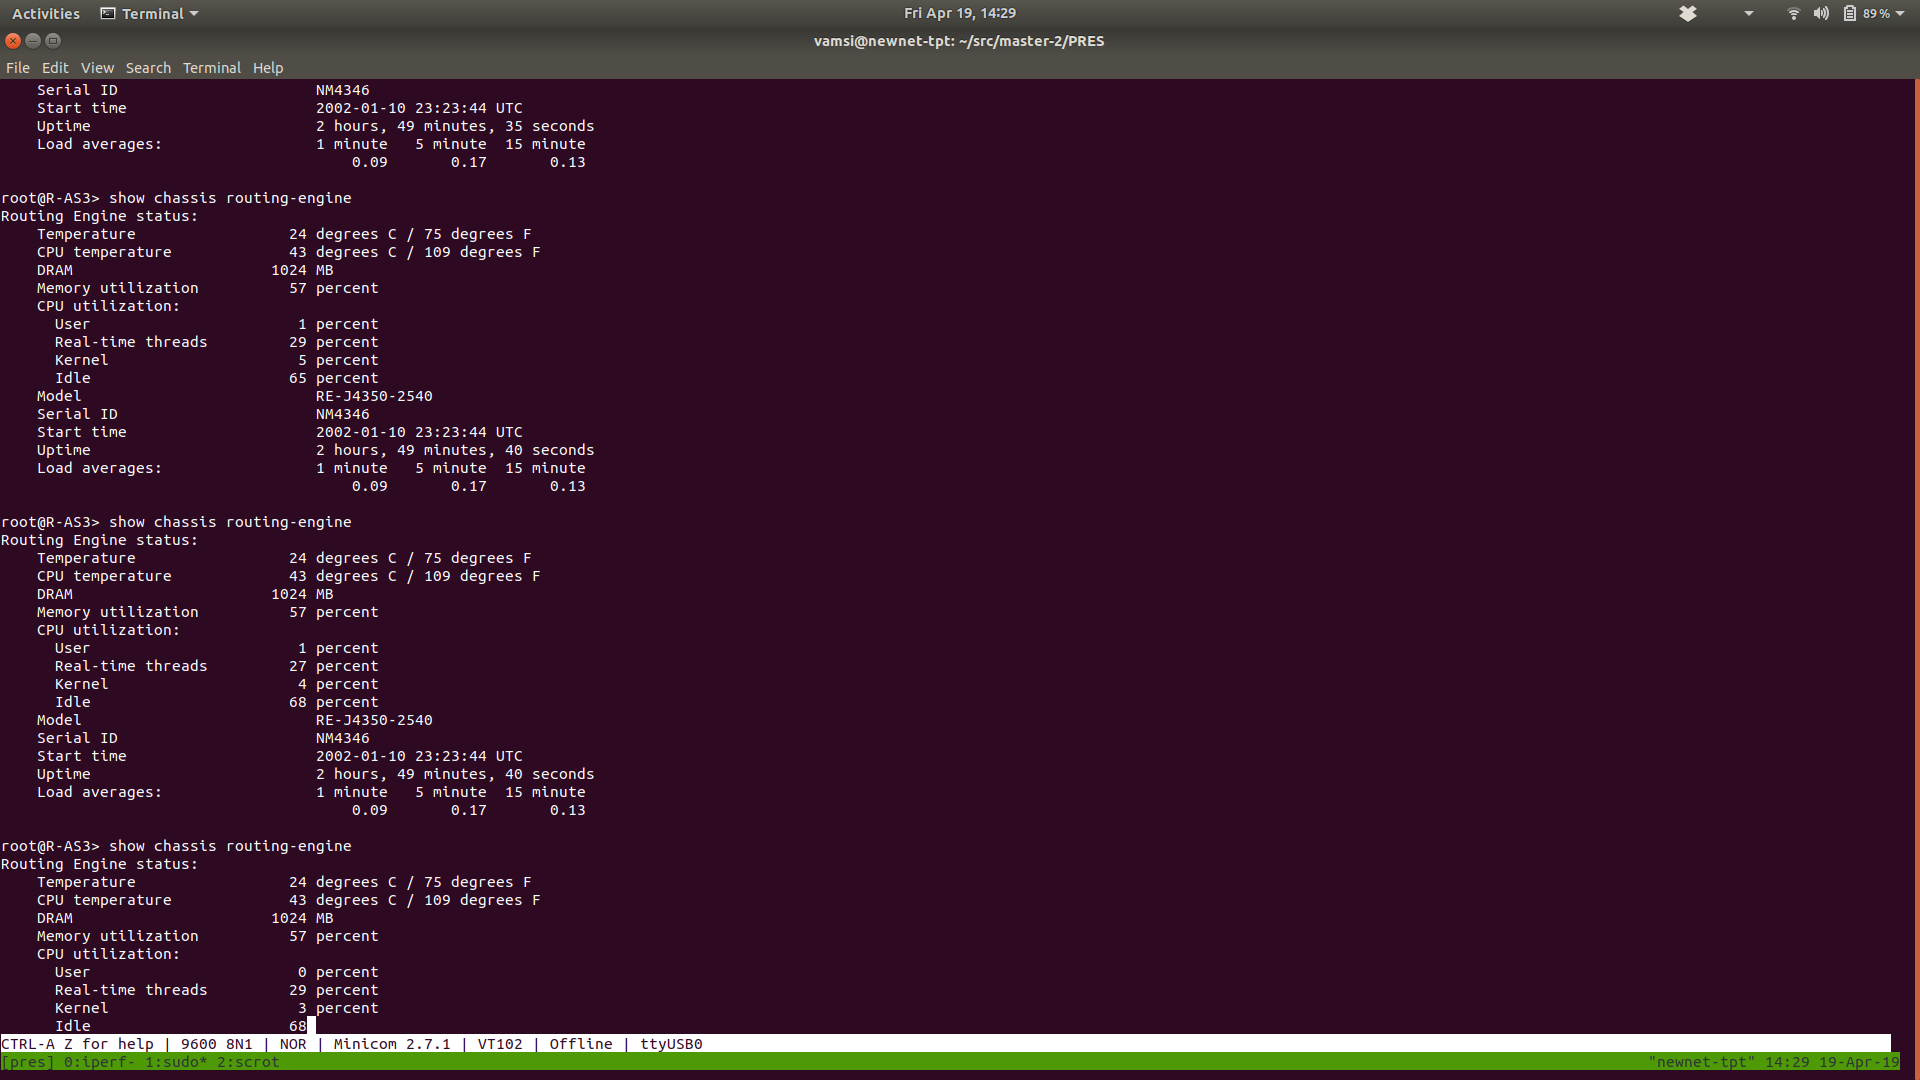 Activities Terminal Fri Apr 19, 14:29 89 %
vamsi@newnet-tpt: ~/src/master-2/PRES
File Edit View Search Terminal Help
Serial ID NM4346
Start time 2002-01-10 23:23:44 UTC
Uptime 2 hours, 49 minutes, 35 seconds
Load averages: 1 minute 5 minute 15 minute
0.09 0.17 0.13
root@R-AS3> show chassis routing-engine
Routing Engine status:
Temperature 24 degrees C / 75 degrees F
CPU temperature 43 degrees C / 109 degrees F
DRAM 1024 MB
Memory utilization 57 percent
CPU utilization:
User 1 percent
Real-time threads 29 percent
Kernel 5 percent
Idle 65 percent
Model RE-J4350-2540
Serial ID NM4346
Start time 2002-01-10 23:23:44 UTC
Uptime 2 hours, 49 minutes, 40 seconds
Load averages: 1 minute 5 minute 15 minute
0.09 0.17 0.13
root@R-AS3> show chassis routing-engine
Routing Engine status:
Temperature 24 degrees C / 75 degrees F
CPU temperature 43 degrees C / 109 degrees F
DRAM 1024 MB
Memory utilization 57 percent
CPU utilization:
User 1 percent
Real-time threads 27 percent
Kernel 4 percent
Idle 68 percent
Model RE-J4350-2540
Serial ID NM4346
Start time 2002-01-10 23:23:44 UTC
Uptime 2 hours, 49 minutes, 40 seconds
Load averages: 1 minute 5 minute 15 minute
0.09 0.17 0.13
root@R-AS3> show chassis routing-engine
Routing Engine status:
Temperature 24 degrees C / 75 degrees F
CPU temperature 43 degrees C / 109 degrees F
DRAM 1024 MB
Memory utilization 57 percent
CPU utilization:
User 0 percent
Real-time threads 29 percent
Kernel 3 percent
Idle 68
CTRL-A Z for help | 9600 8N1 | NOR | Minicom 2.7.1 | VT102 | Offline | ttyUSB0
[pres] 0:iperf- 1:sudo* 2:scrot "newnet-tpt" 14:29 19-Apr-19